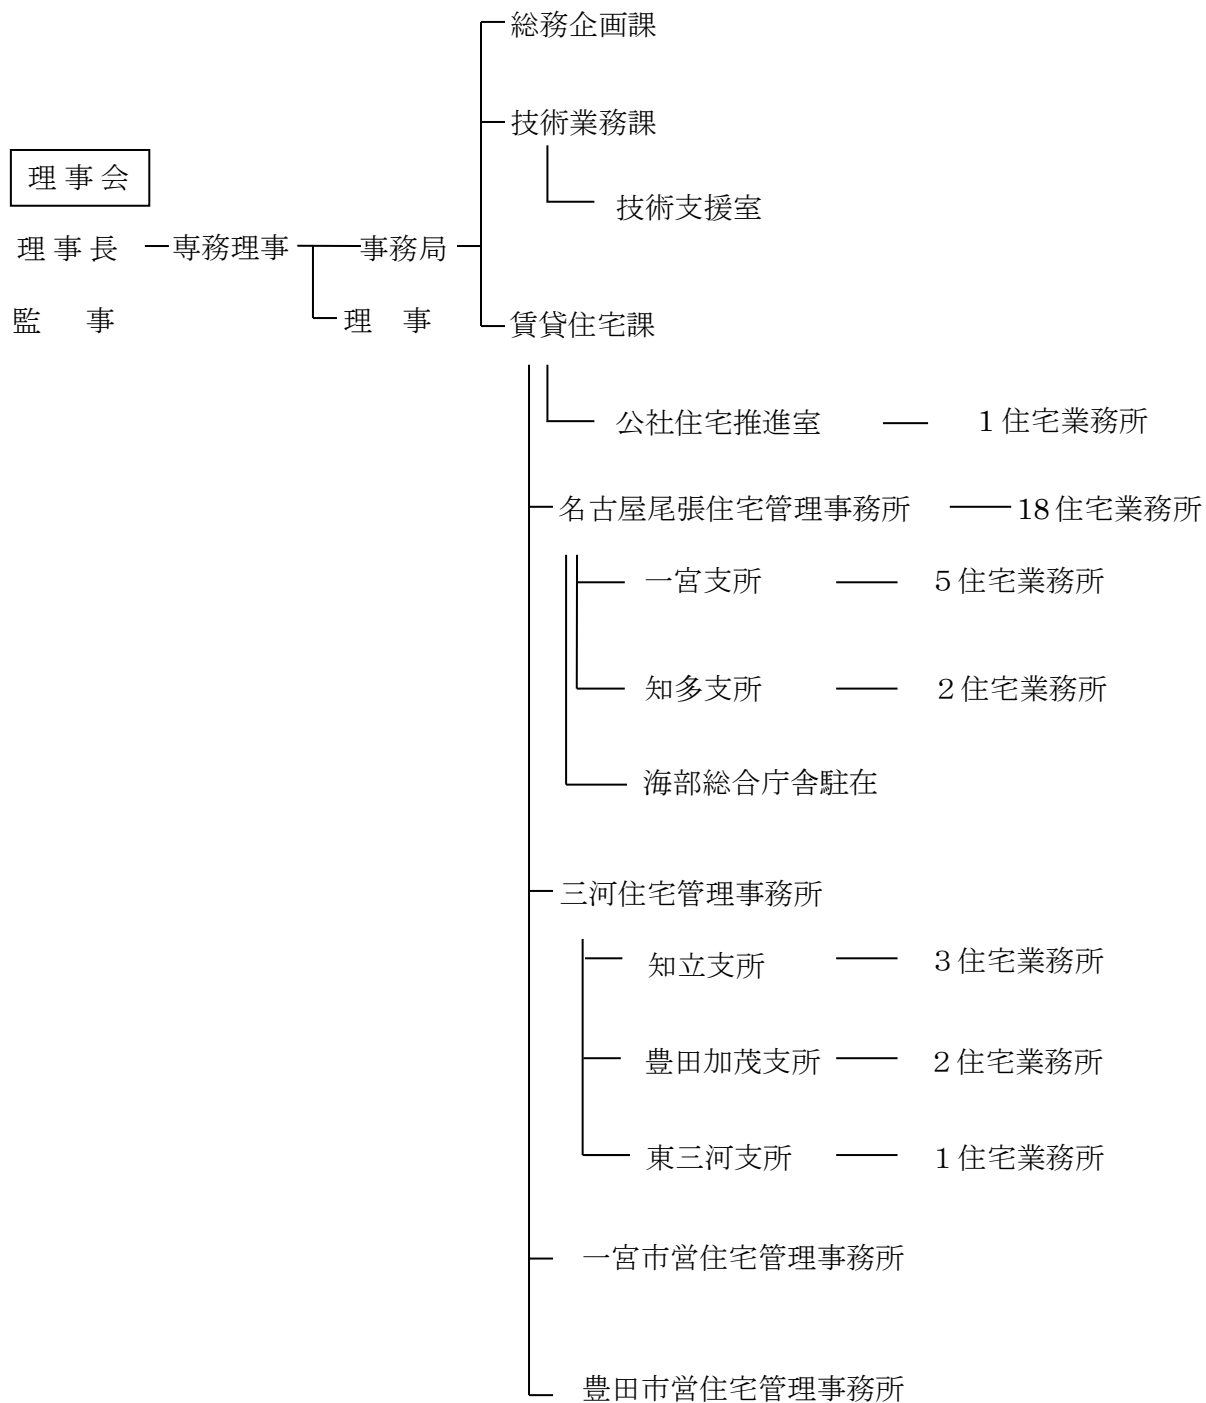 総務企画課
技術業務課
理事会
技術支援室
理事長 専務理事 事務局
監 事 理 事 賃貸住宅課
公社住宅推進室 1住宅業務所
名古屋尾張住宅管理事務所 18住宅業務所
一宮支所 5住宅業務所
知多支所 2住宅業務所
海部総合庁舎駐在
三河住宅管理事務所
知立支所 3住宅業務所
豊田加茂支所 2住宅業務所
東三河支所 1住宅業務所
一宮市営住宅管理事務所
豊田市営住宅管理事務所